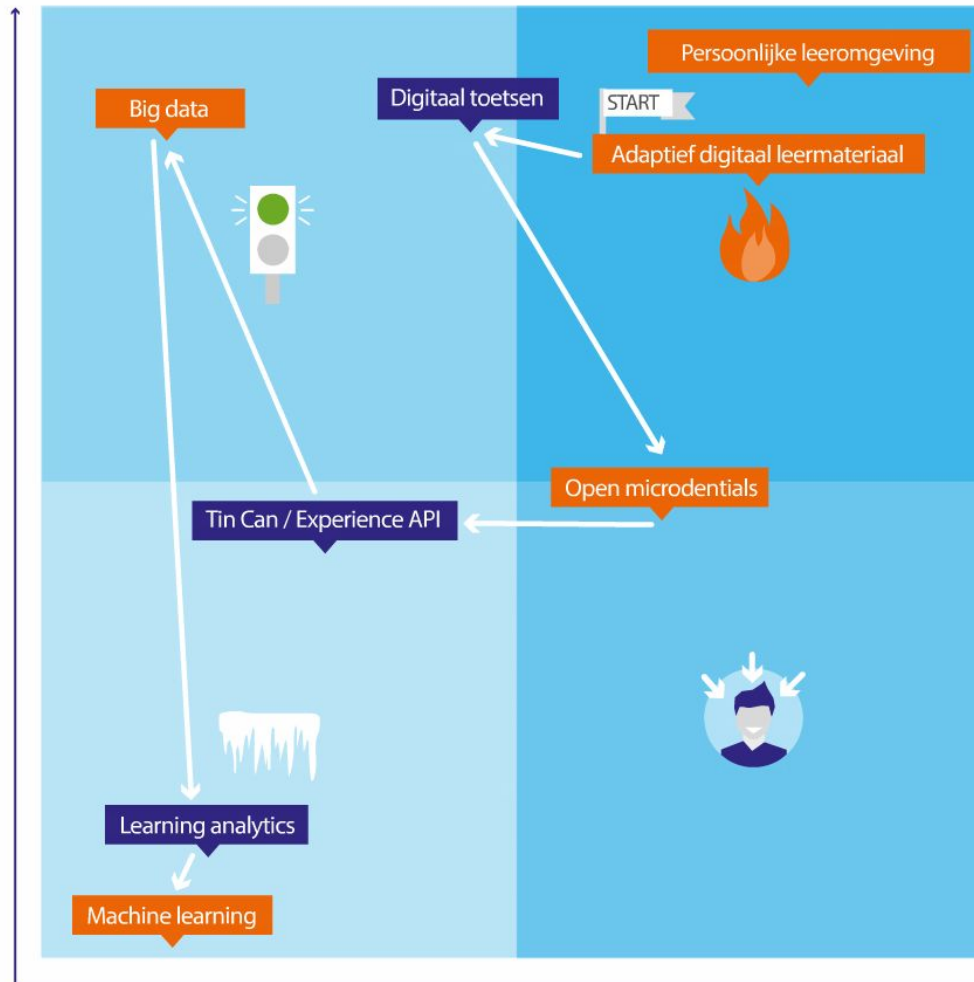 Persoonlijke leeromgeving
Big data
Digitaal toetsen
START
Adaptief digitaal leermateriaal
Open microdentials
Tin Can / Experience API
Learning analytics
Machine learning